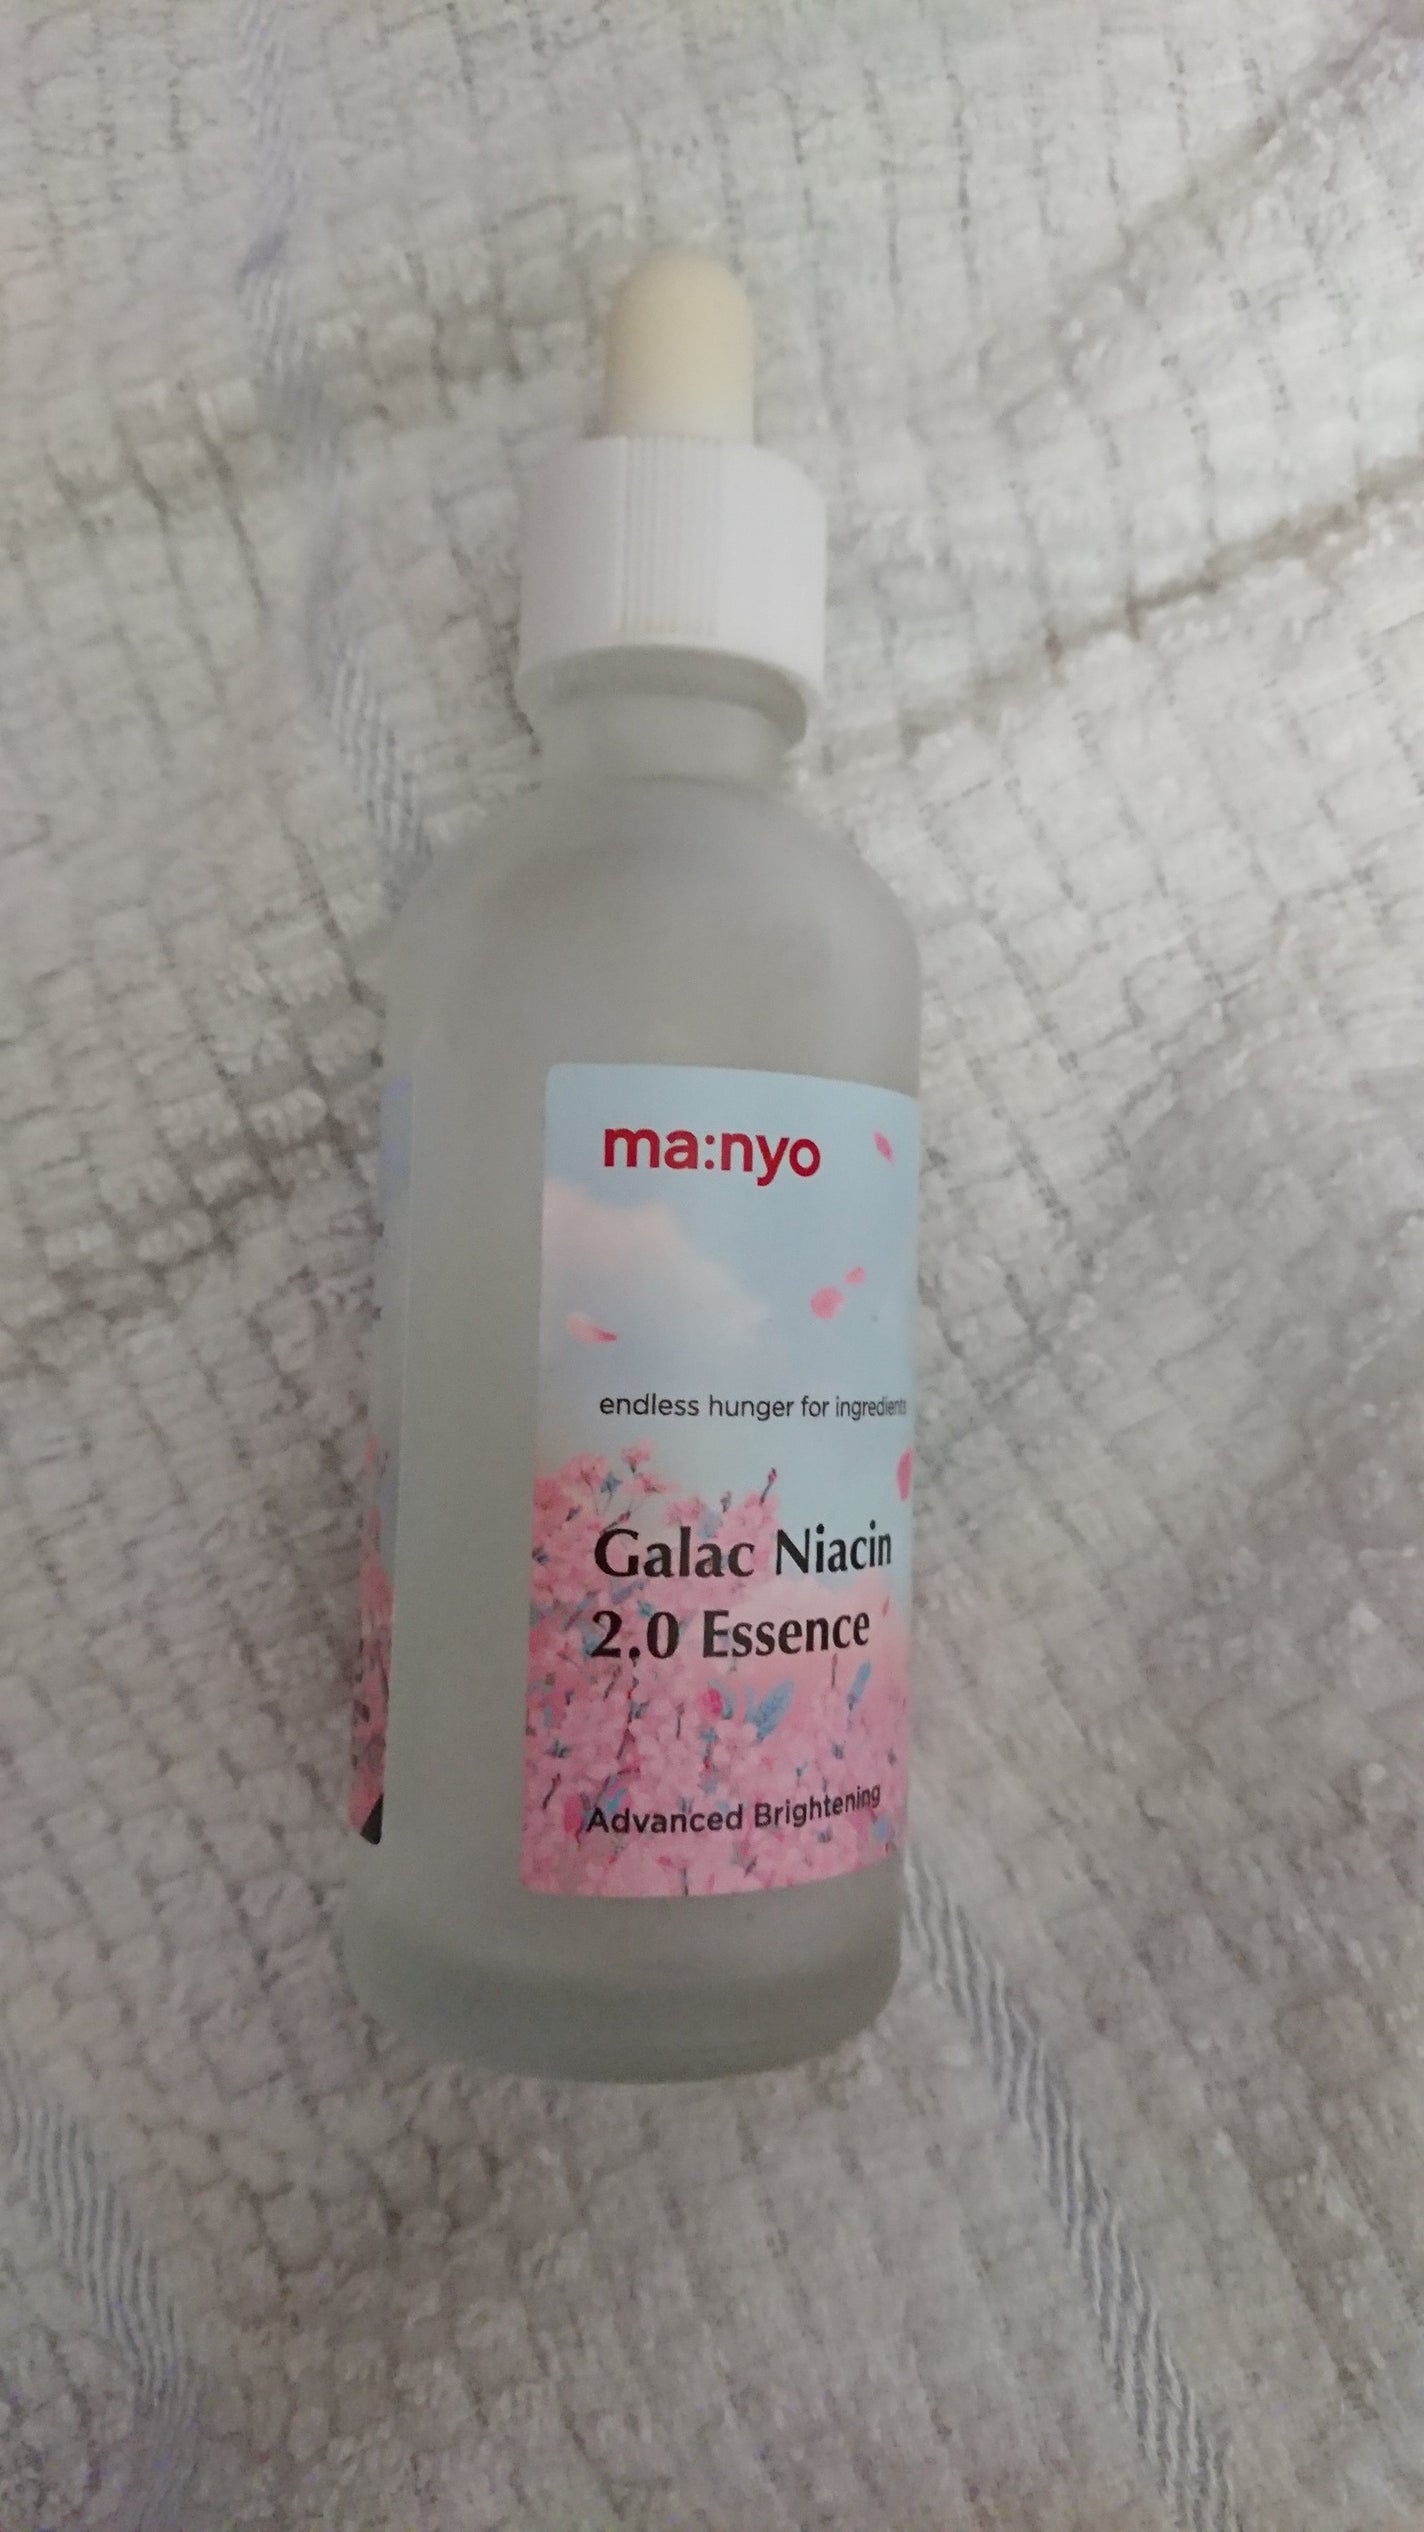 ma:nyo
endless hunger for ingredients
Galac Niacin
2.0 Essence
Advanced Brightening